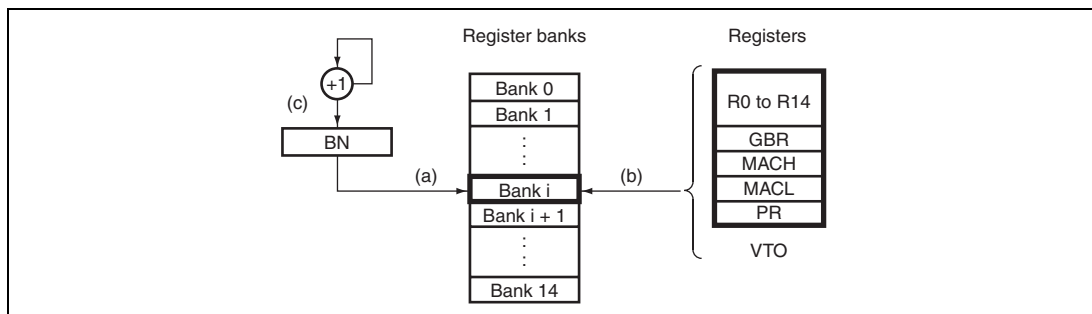 Register banks
Registers
+1
(c)
BN
(a)
Bank 0
Bank 1
Bank i
Bank i + 1
Bank 14
(b)
R0 to R14
GBR
MACH
MACL
PR
VTO